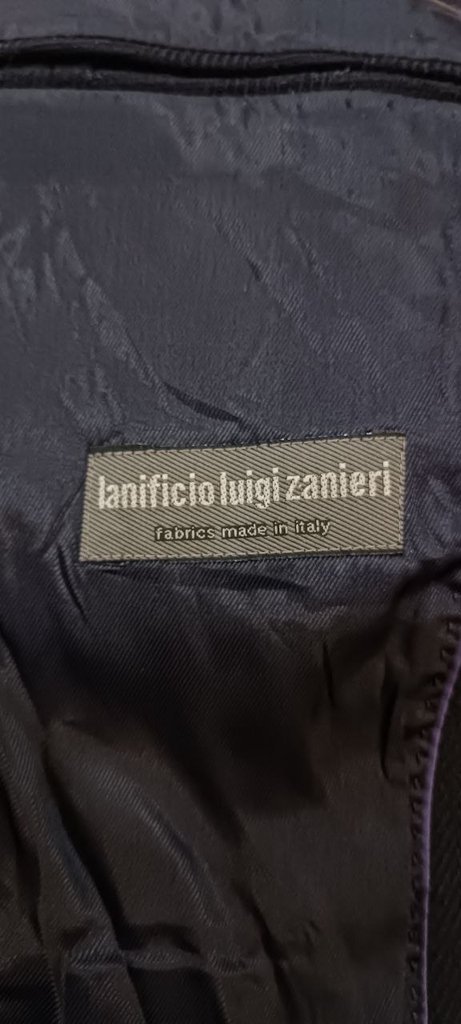 lanificio luigi zanieri
fabrics made in italy